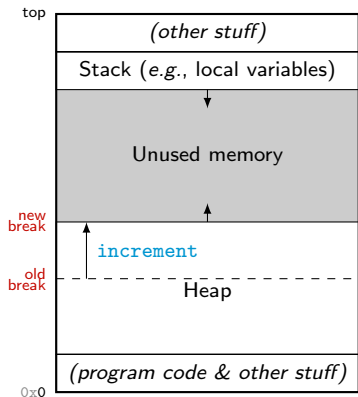 top
(other stuff)
Stack (e.g., local variables)
Unused memory
new
break
increment
old
break
Heap
(program code & other stuff)
0x0